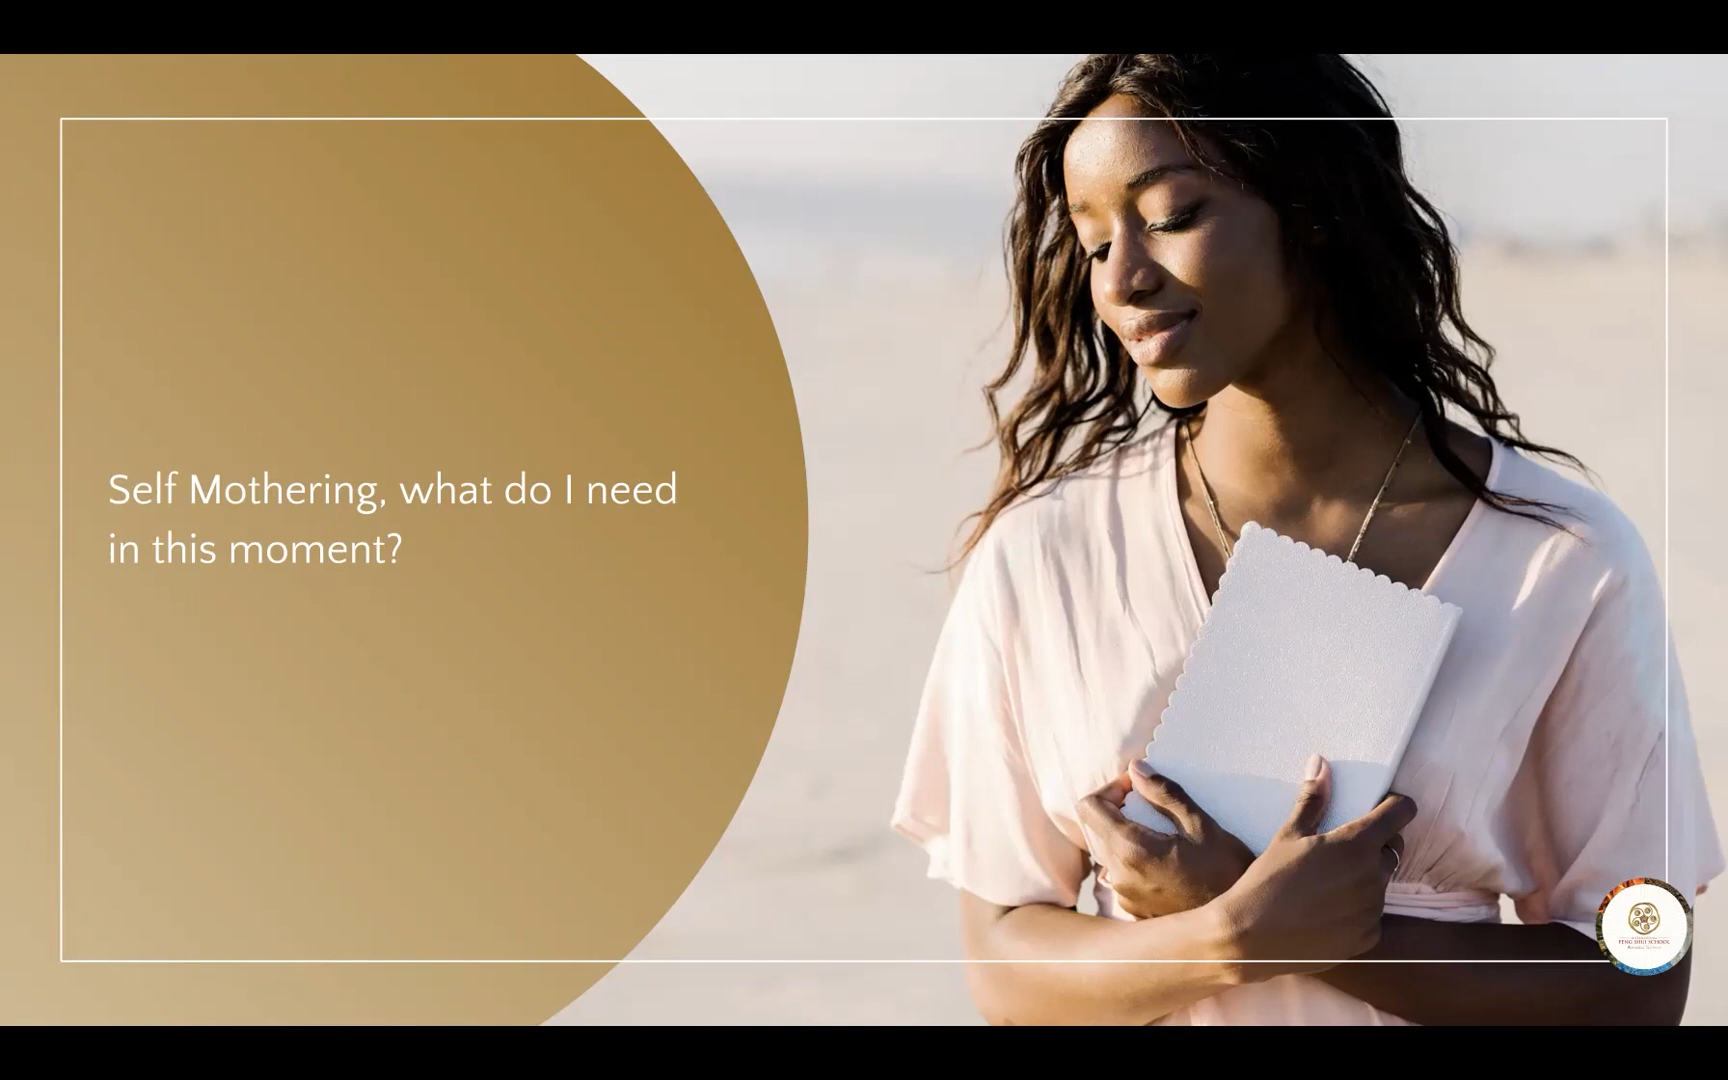 Self Mothering, what do I need
in this moment?
FENG SHUI SCHOOL